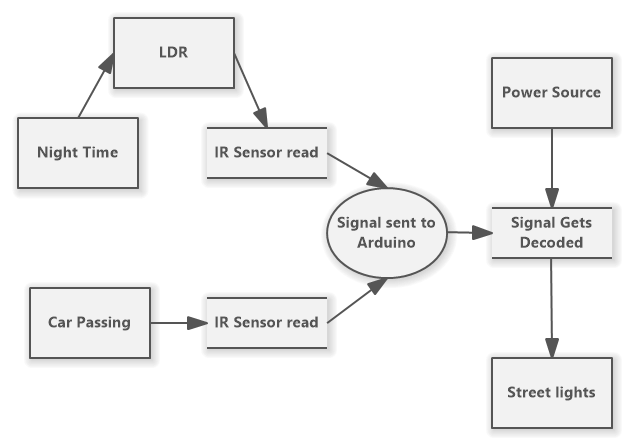 LDR
Power Source
Night Time
IR Sensor read
Signal sent to
Arduino
Signal Gets
Decoded
Car Passing
IR Sensor read
Street lights